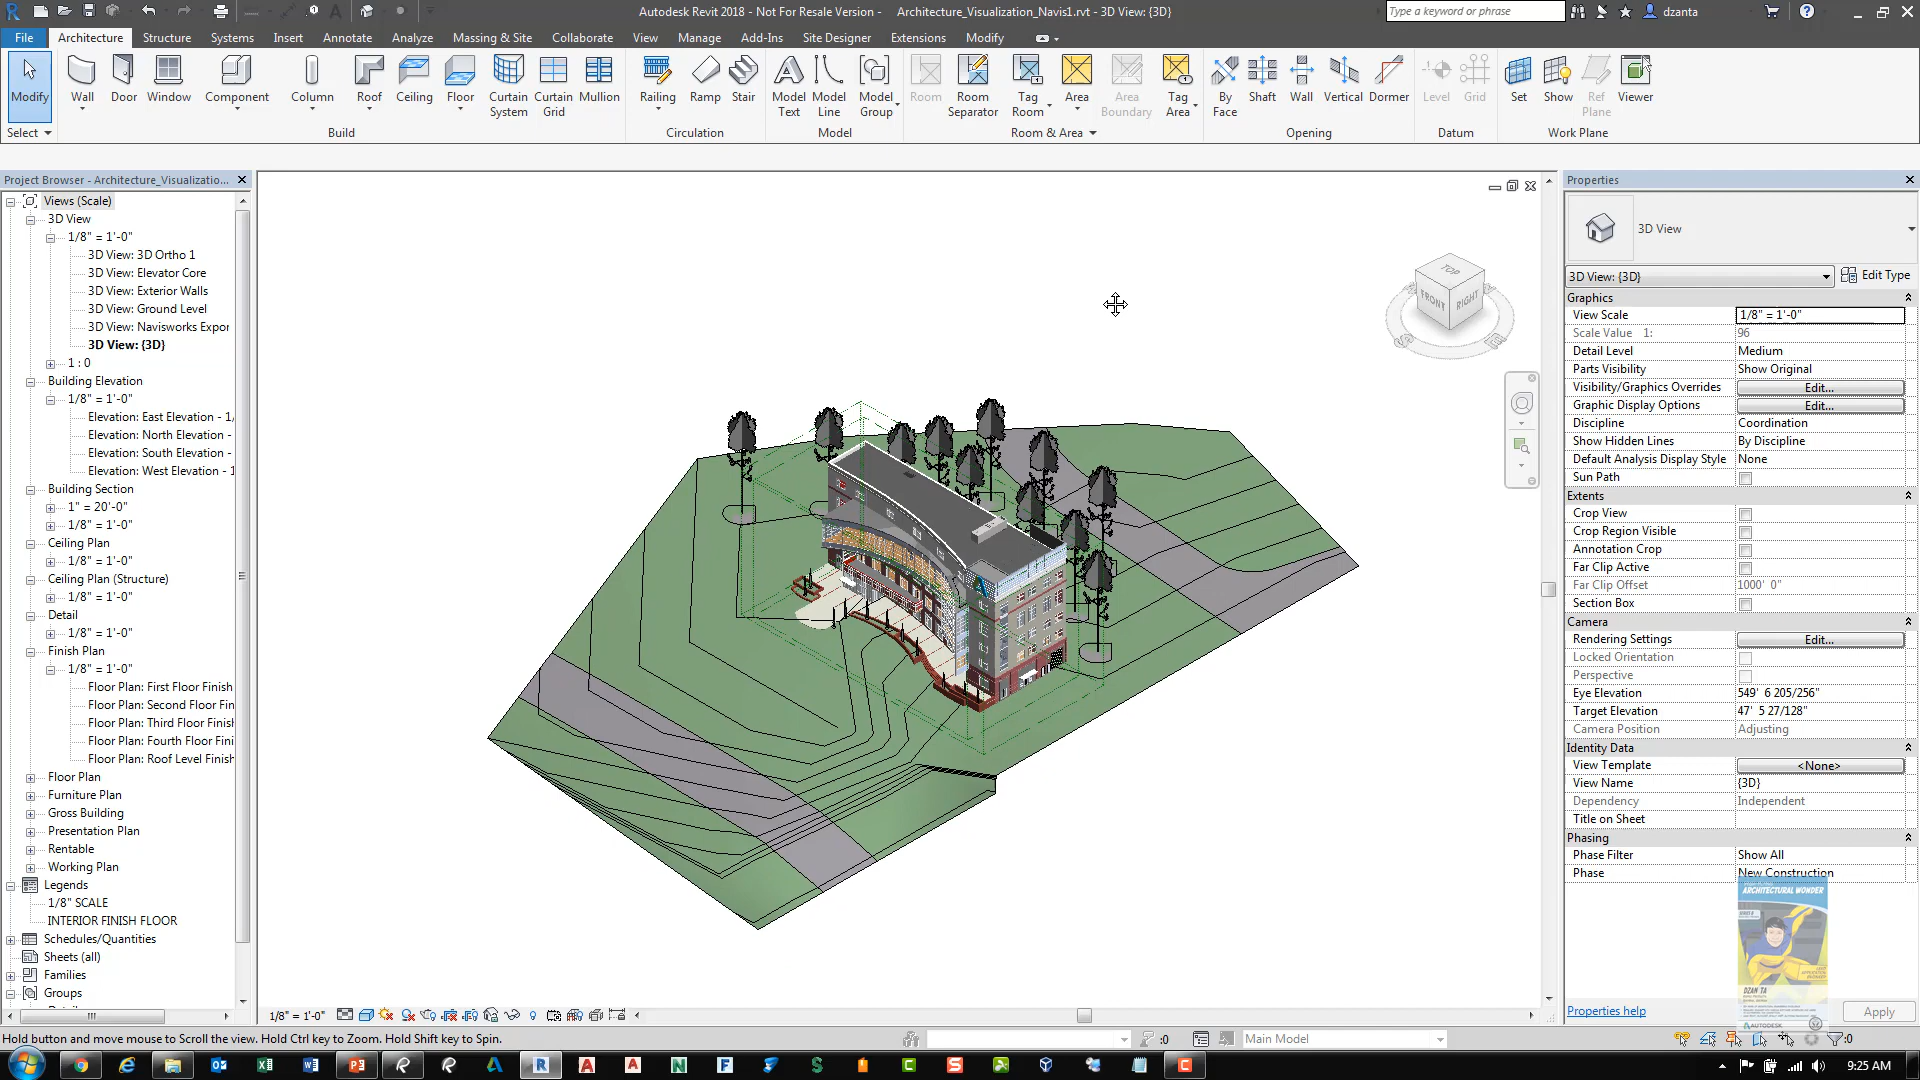 Autodesk Revit 2018 - Not For Resale Version - Architecture_Visualization_Navis1.rvt - 3D View: {3D}
Type a keyword or phrase
dzanta
File Architecture Structure Systems Insert Annotate Analyze Massing & Site Collaborate View Manage Add-Ins Site Designer Extensions Modify
Modify Wall Door Window Component Column Roof Ceiling Floor Curtain System Curtain Grid Mullion Railing Ramp Stair Model Text Model Line Model Group Room Room Separator Tag Room Area Area Boundary Tag Area By Face Shaft Wall Vertical Dormer Level Grid Set Show Ref Plane Viewer
Select Build Circulation Model Room & Area Opening Datum Work Plane
Project Browser - Architecture_Visualizatio...
Views (Scale)
3D View
1/8" = 1'-0"
3D View: 3D Ortho 1
3D View: Elevator Core
3D View: Exterior Walls
3D View: Ground Level
3D View: Navisworks Expor
3D View: {3D}
1 : 0
Building Elevation
1/8" = 1'-0"
Elevation: East Elevation - 1/
Elevation: North Elevation -
Elevation: South Elevation -
Elevation: West Elevation - 1
Building Section
1" = 20'-0"
1/8" = 1'-0"
Ceiling Plan
1/8" = 1'-0"
Ceiling Plan (Structure)
1/8" = 1'-0"
Detail
1/8" = 1'-0"
Finish Plan
1/8" = 1'-0"
Floor Plan: First Floor Finish
Floor Plan: Second Floor Fin
Floor Plan: Third Floor Finish
Floor Plan: Fourth Floor Fini
Floor Plan: Roof Level Finish
Floor Plan
Furniture Plan
Gross Building
Presentation Plan
Rentable
Working Plan
Legends
1/8" SCALE
INTERIOR FINISH FLOOR
Schedules/Quantities
Sheets (all)
Families
Groups
TOP
FRONT
RIGHT
S
E
Properties
3D View
3D View: {3D} Edit Type
Graphics
View Scale 1/8" = 1'-0"
Scale Value 1: 96
Detail Level Medium
Parts Visibility Show Original
Visibility/Graphics Overrides Edit...
Graphic Display Options Edit...
Discipline Coordination
Show Hidden Lines By Discipline
Default Analysis Display Style None
Sun Path
Extents
Crop View
Crop Region Visible
Annotation Crop
Far Clip Active
Far Clip Offset 1000' 0"
Section Box
Camera
Rendering Settings Edit...
Locked Orientation
Perspective
Eye Elevation 549' 6 205/256"
Target Elevation 47' 5 27/128"
Camera Position Adjusting
Identity Data
View Template <None>
View Name {3D}
Dependency Independent
Title on Sheet
Phasing
Phase Filter Show All
Phase New Construction
ARCHITECTURAL WONDER
DZAN TA
AUTODESK
Properties help Apply
1/8" = 1'-0"
Hold button and move mouse to Scroll the view. Hold Ctrl key to Zoom. Hold Shift key to Spin.
:0
Main Model
:0
9:25 AM